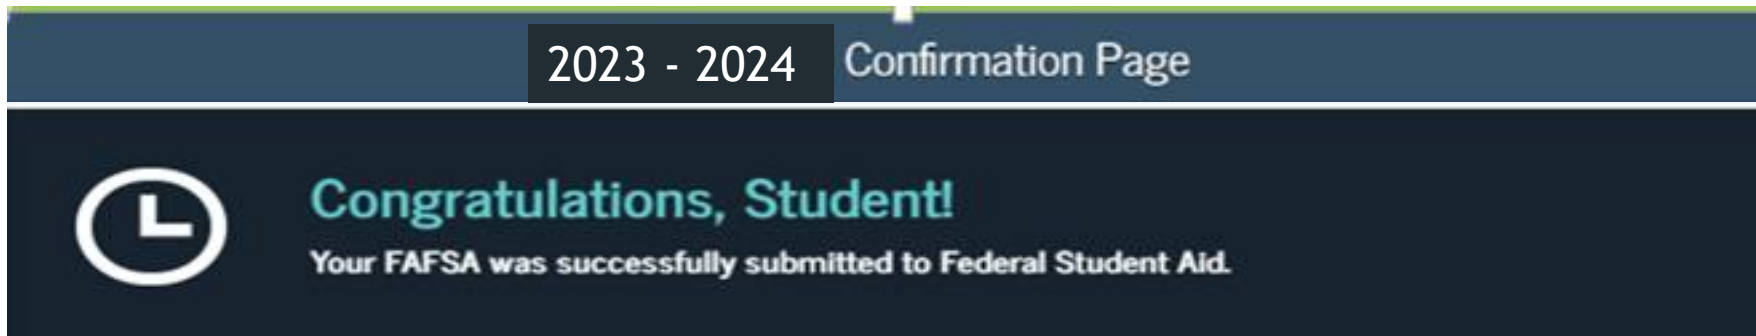 2023 - 2024 Confirmation Page
Congratulations, Student!
Your FAFSA was successfully submitted to Federal Student Aid.